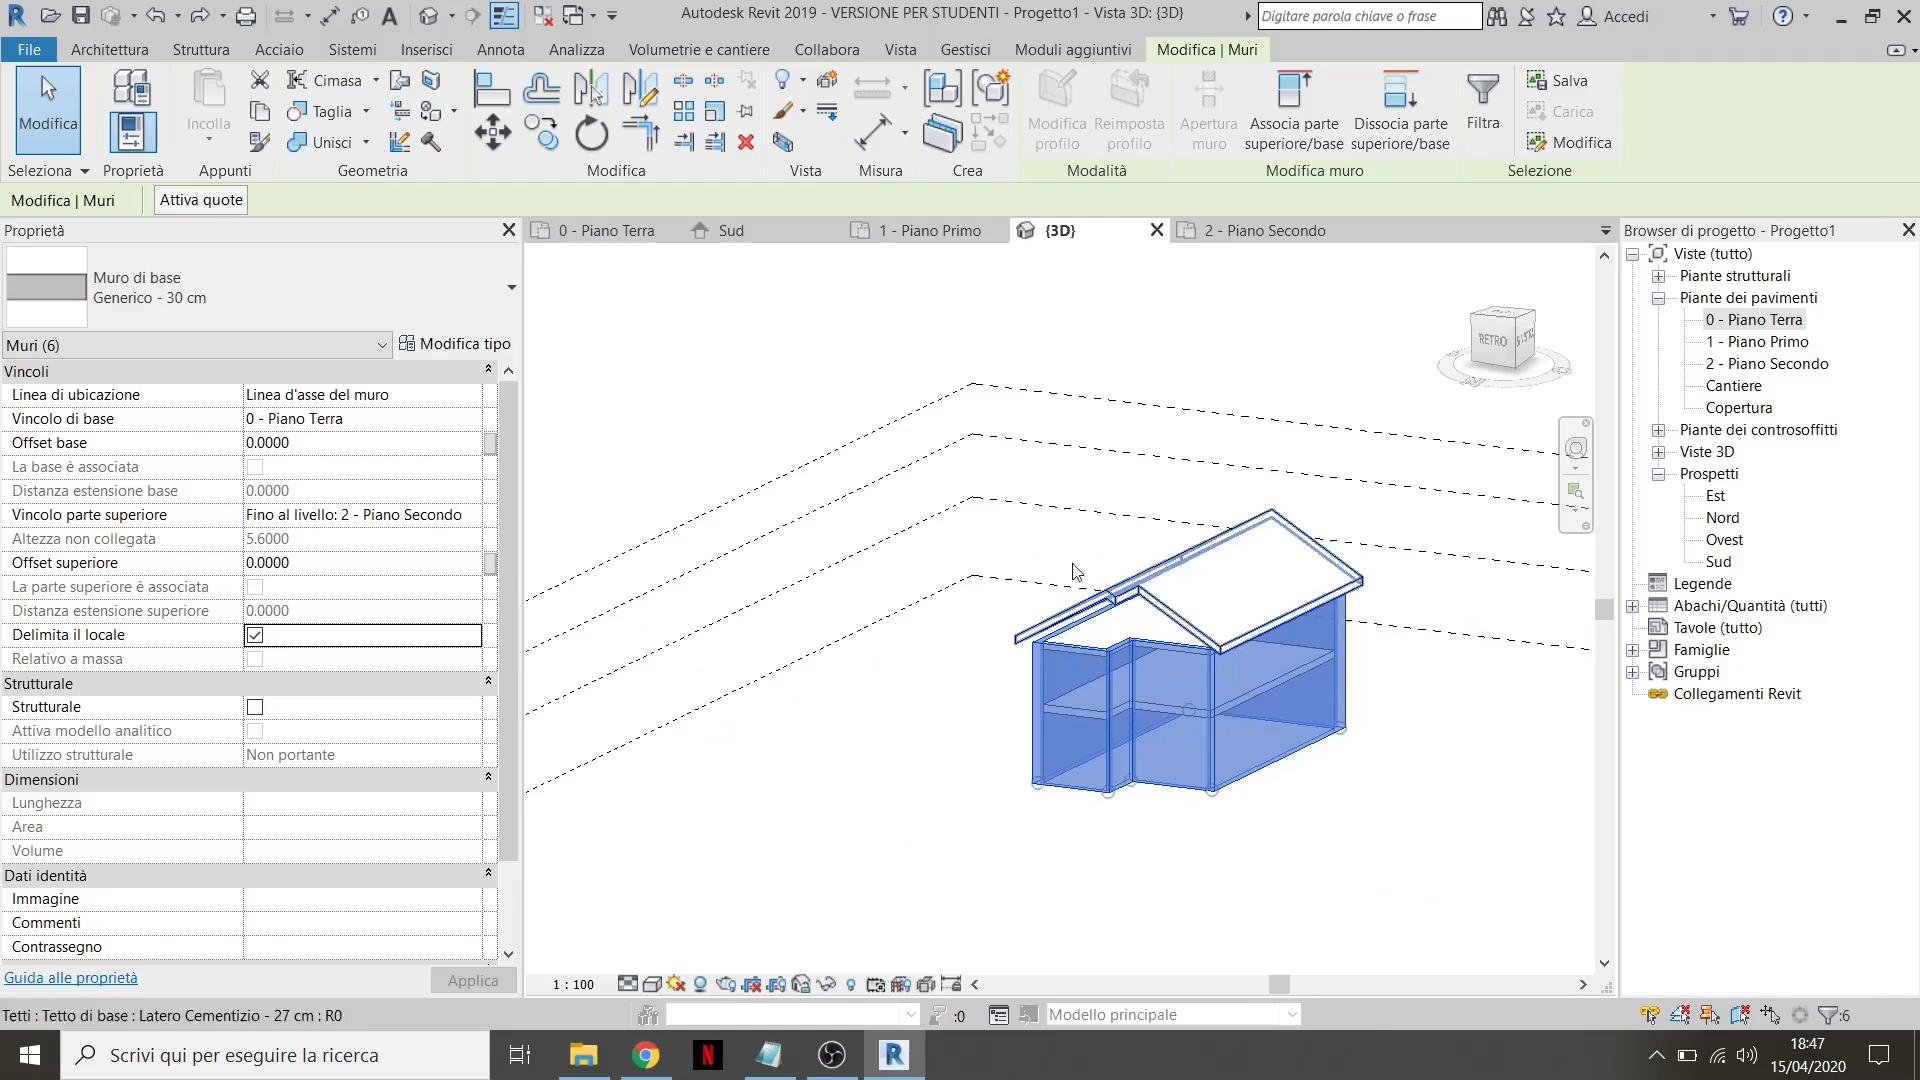 Autodesk Revit 2019 - VERSIONE PER STUDENTI - Progetto1 - Vista 3D: {3D}
Digitare parola chiave o frase
Accedi
File
Architettura
Struttura
Acciaio
Sistemi
Inserisci
Annota
Analizza
Volumetrie e cantiere
Collabora
Vista
Gestisci
Moduli aggiuntivi
Modifica | Muri
Modifica
Incolla
Cimasa
Taglia
Unisci
Modifica profilo
Reimposta profilo
Apertura muro
Associa parte superiore/base
Dissocia parte superiore/base
Filtra
Salva
Carica
Modifica
Seleziona
Proprietà
Appunti
Geometria
Modifica
Vista
Misura
Crea
Modalità
Modifica muro
Selezione
Modifica | Muri
Attiva quote
Proprietà
Muro di base
Generico - 30 cm
Muri (6)
Modifica tipo
Vincoli
Linea di ubicazione Linea d'asse del muro
Vincolo di base 0 - Piano Terra
Offset base 0.0000
La base è associata
Distanza estensione base 0.0000
Vincolo parte superiore Fino al livello: 2 - Piano Secondo
Altezza non collegata 5.6000
Offset superiore 0.0000
La parte superiore è associata
Distanza estensione superiore 0.0000
Delimita il locale
Relativo a massa
Strutturale
Strutturale
Attiva modello analitico
Utilizzo strutturale Non portante
Dimensioni
Lunghezza
Area
Volume
Dati identità
Immagine
Commenti
Contrassegno
Guida alle proprietà
Applica
0 - Piano Terra
Sud
1 - Piano Primo
{3D}
2 - Piano Secondo
RETRO
1 : 100
Browser di progetto - Progetto1
Viste (tutto)
Piante strutturali
Piante dei pavimenti
0 - Piano Terra
1 - Piano Primo
2 - Piano Secondo
Cantiere
Copertura
Piante dei controsoffitti
Viste 3D
Prospetti
Est
Nord
Ovest
Sud
Legende
Abachi/Quantità (tutti)
Tavole (tutto)
Famiglie
Gruppi
Collegamenti Revit
Tetti : Tetto di base : Latero Cementizio - 27 cm : R0
:0
Modello principale
:6
Scrivi qui per eseguire la ricerca
18:47
15/04/2020